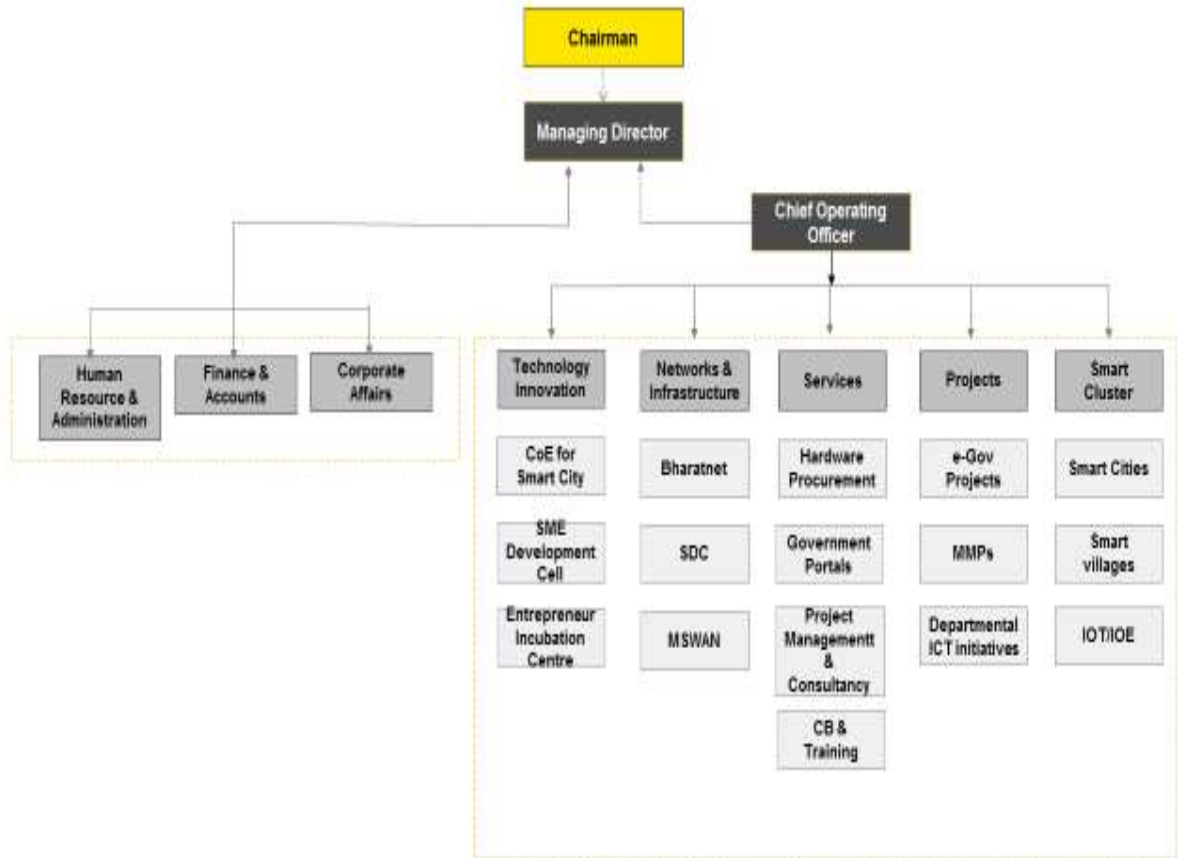 Chairman
Managing Director
Chief Operating
Officer
Human
Resource &
Administration
Finance &
Accounts
Corporate
Affairs
Technology
Innovation
Networks &
Infrastructure
Services
Projects
Smart
Cluster
CoE for
Smart City
Bharatnet
Hardware
Procurement
e-Gov
Projects
Smart Cities
SME
Development
Cell
SDC
Government
Portals
MMPs
Smart
villages
Entrepreneur
Incubation
Centre
MSWAN
Project
Managementt
&
Consultancy
Departmental
ICT initiatives
IOT/IOE
CB &
Training